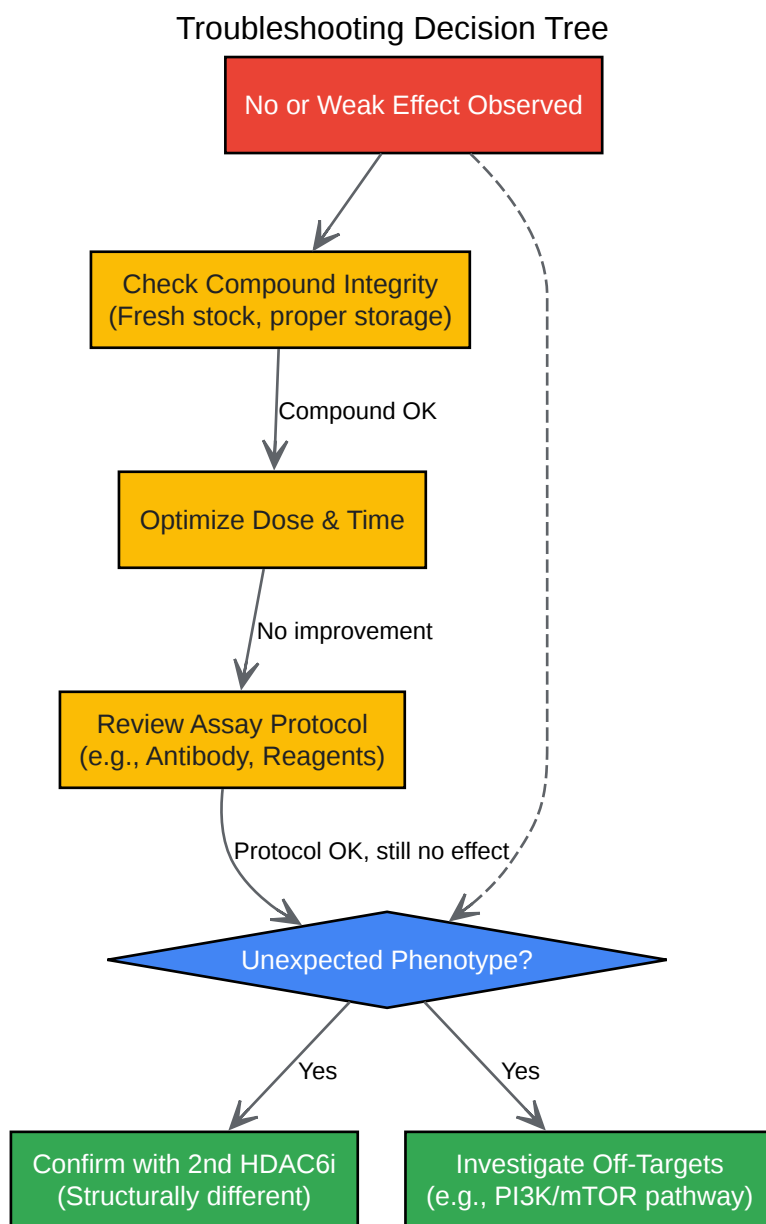 Troubleshooting Decision Tree
No or Weak Effect Observed
Check Compound Integrity
(Fresh stock, proper storage)
Compound OK
Optimize Dose & Time
No improvement
Review Assay Protocol
(e.g., Antibody, Reagents)
Protocol OK, still no effect
Unexpected Phenotype?
Yes
Yes
Confirm with 2nd HDAC6i
(Structurally different)
Investigate Off-Targets
(e.g., PI3K/mTOR pathway)